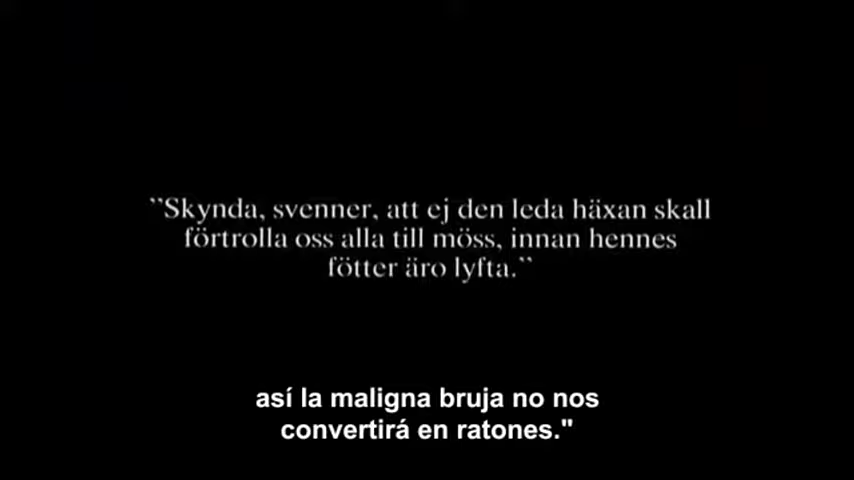 ”Skynda, svenner, att ej den leda häxan skall
förtrolla oss alla till möss, innan hennes
fötter äro lyfta.”
así la maligna bruja no nos
convertirá en ratones."